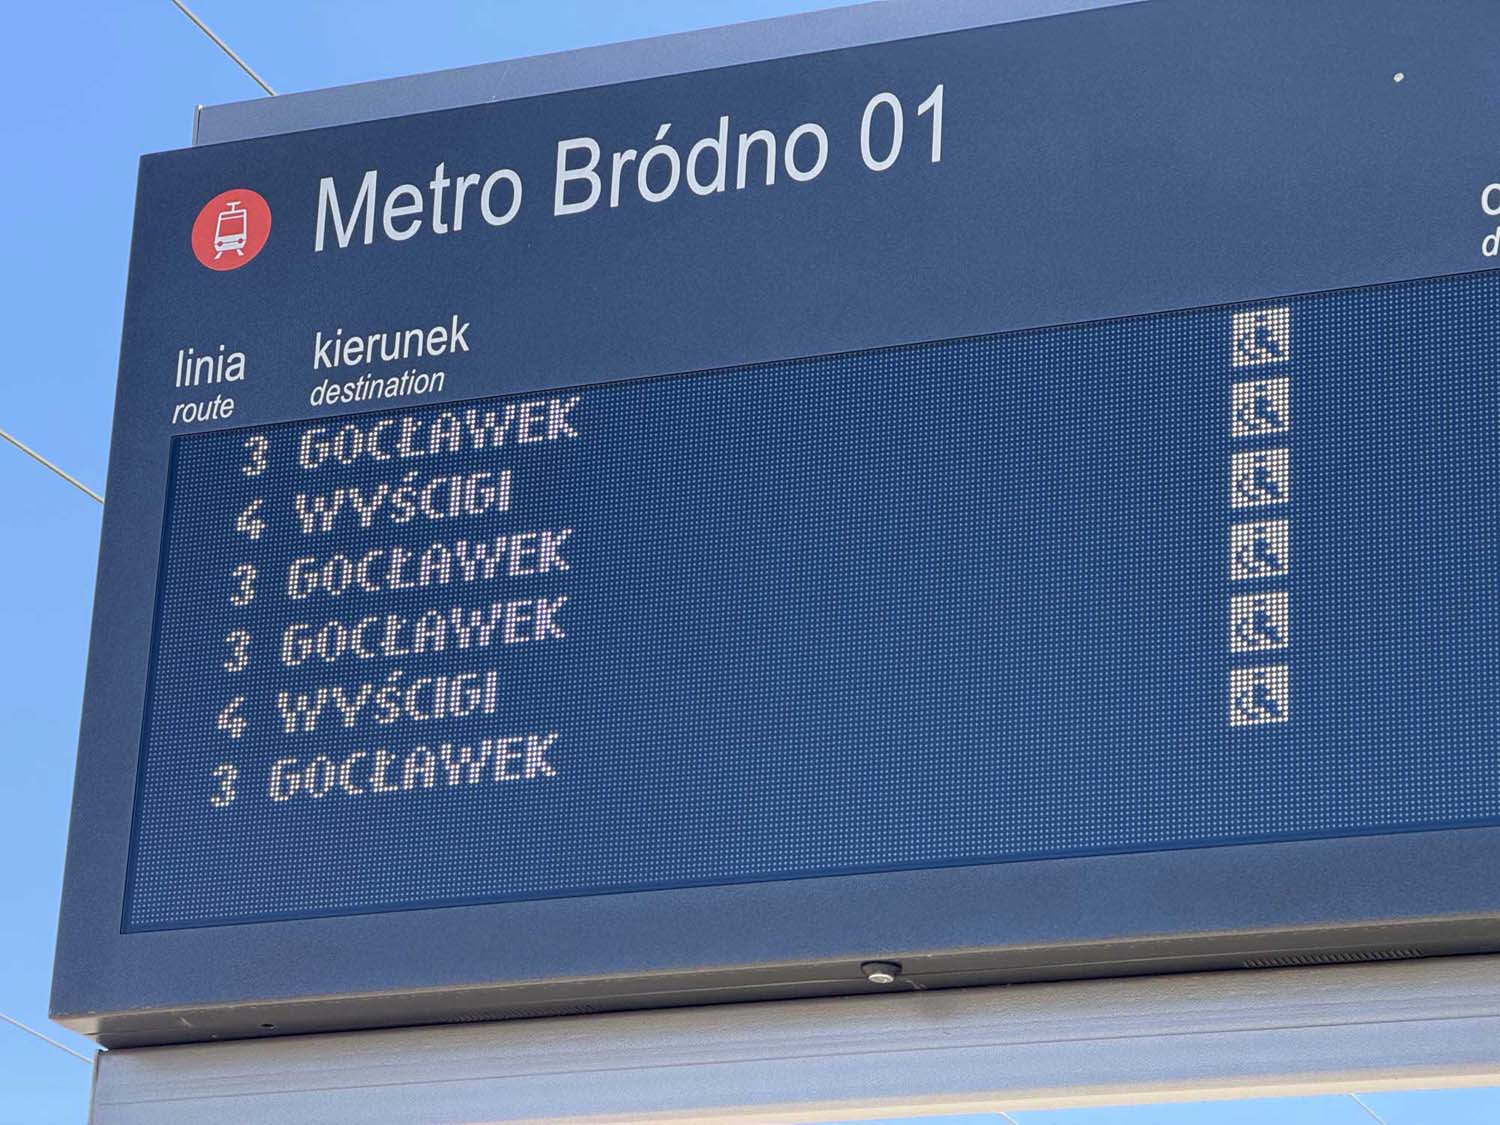 Metro Bródno 01
linia
route
kierunek
destination
3 GOCŁAWEK
4 WYŚCIGI
3 GOCŁAWEK
3 GOCŁAWEK
4 WYŚCIGI
3 GOCŁAWEK